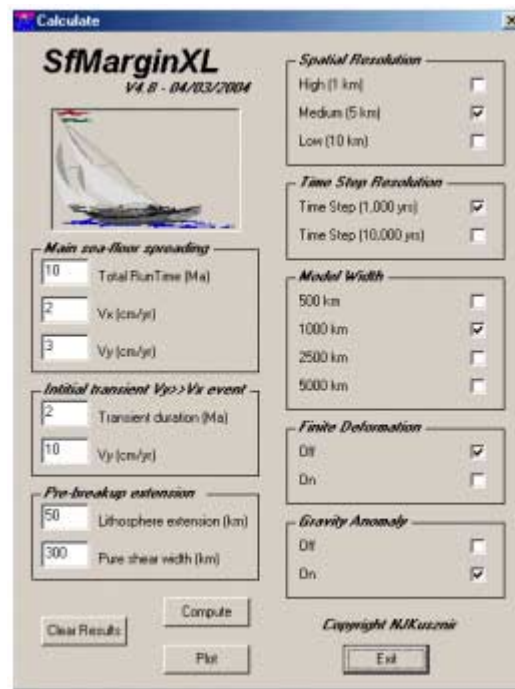 Calculate
SfMarginXL
V4.8 - 04/03/2004
Main sea-floor spreading
10 Total RunTime (Ma)
2 Vx (cm/yr)
3 Vy (cm/yr)
Intitial transient Vy>>Vx event
2 Transient duration (Ma)
10 Vy (cm/yr)
Pre-breakup extension
50 Lithosphere extension (km)
300 Pure shear width (km)
Clear Results
Compute
Plot
Spatial Resolution
High (1 km)
Medium (5 km)
Low (10 km)
Time Step Resolution
Time Step (1,000 yrs)
Time Step (10,000 yrs)
Model Width
500 km
1000 km
2500 km
5000 km
Finite Deformation
Off
On
Gravity Anomaly
Off
On
Copyright NJKusznir
Exit